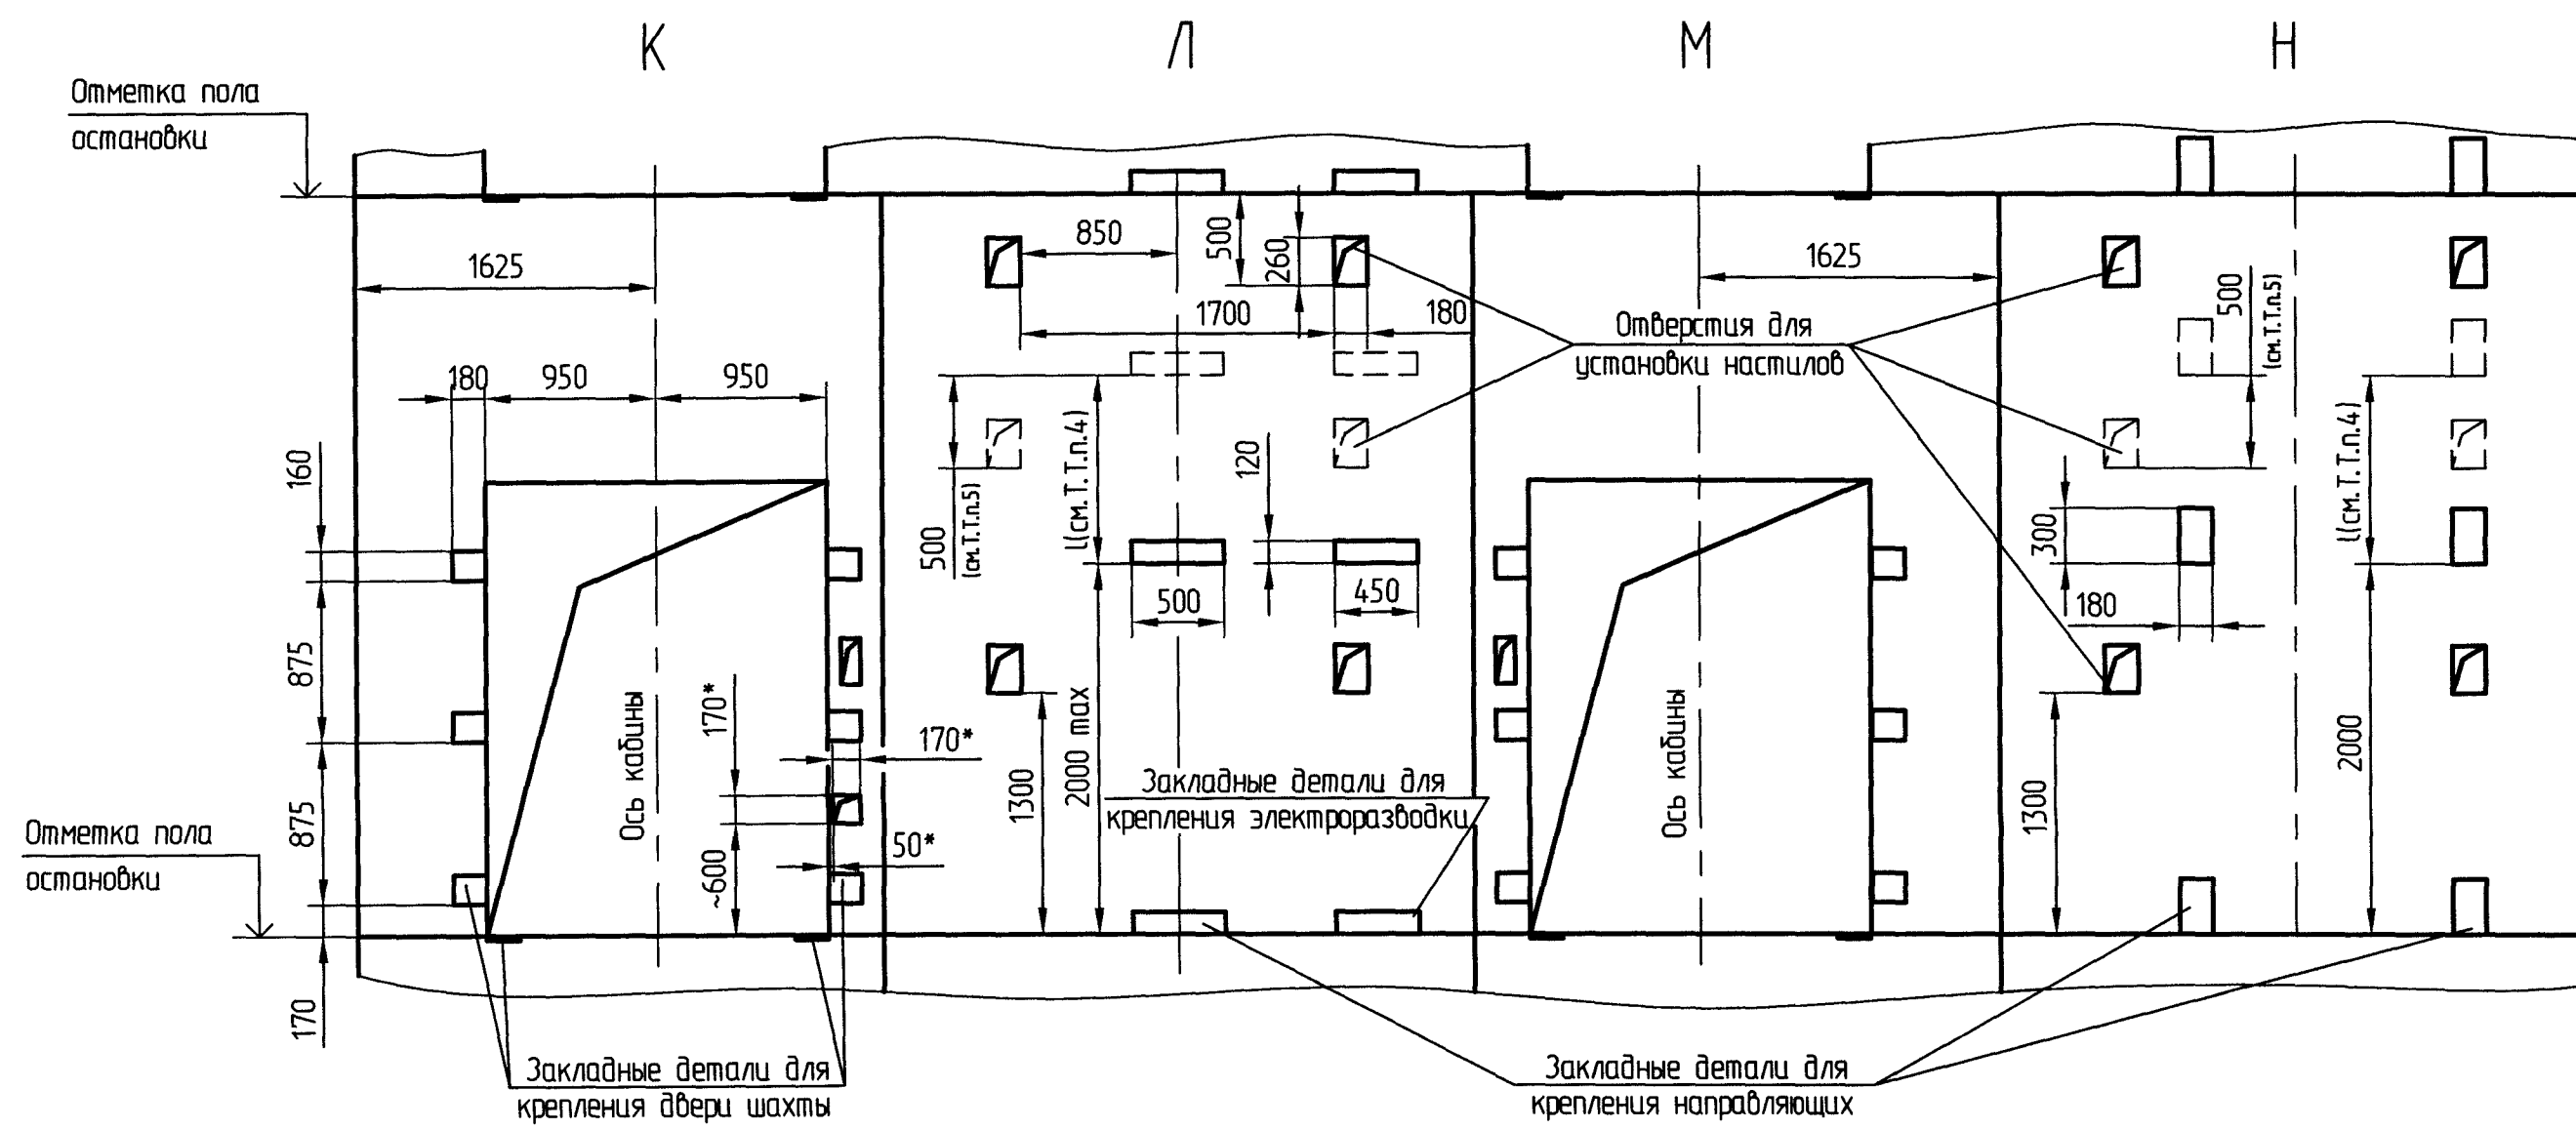 К
Л
М
Н
Отметка пола
остановки
1625
180
950
950
160
875
875
170
Отметка пола
остановки
Ось кабины
170*
170*
50*
~600
Закладные детали для
крепления двери шахты
850
500
260
1700
180
500
(см.Т.Т.п.5)
L(см.Т.Т.п.4)
120
500
450
1300
2000 max
Закладные детали для
крепления электроразводки
1625
Отверстия для
установки настилов
Ось кабины
500
(см.Т.Т.п.5)
L(см.Т.Т.п.4)
300
180
1300
2000
Закладные детали для
крепления направляющих